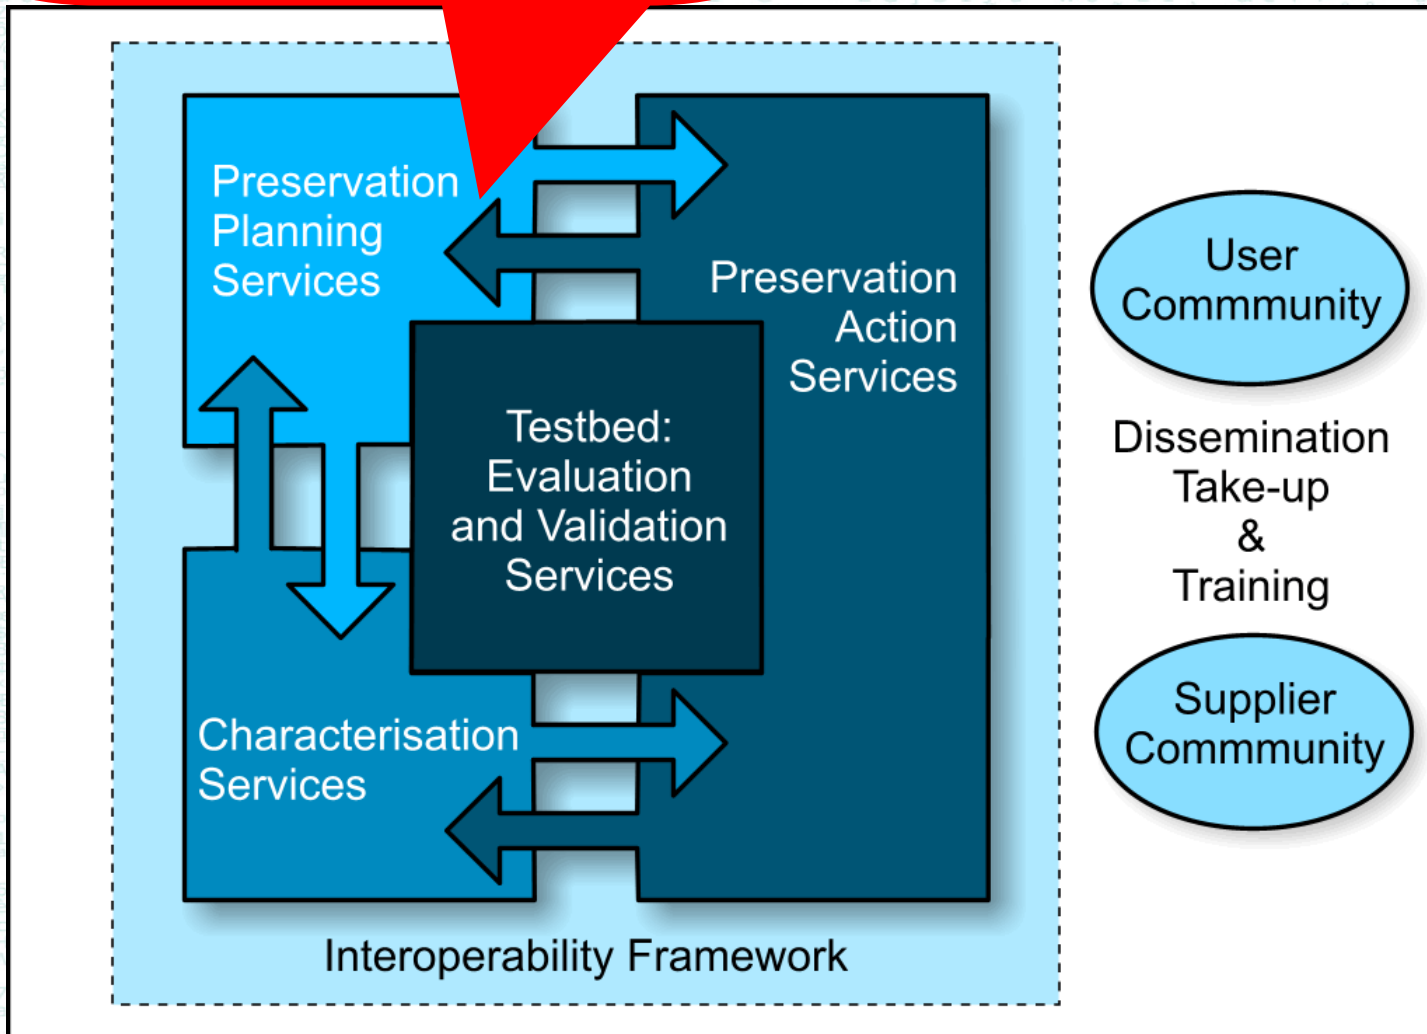 Preservation
Planning
Services
Preservation
Action
Services
Testbed:
Evaluation
and Validation
Services
Characterisation
Services
Interoperability Framework
User
Commmunity
Dissemination
Take-up
&
Training
Supplier
Commmunity